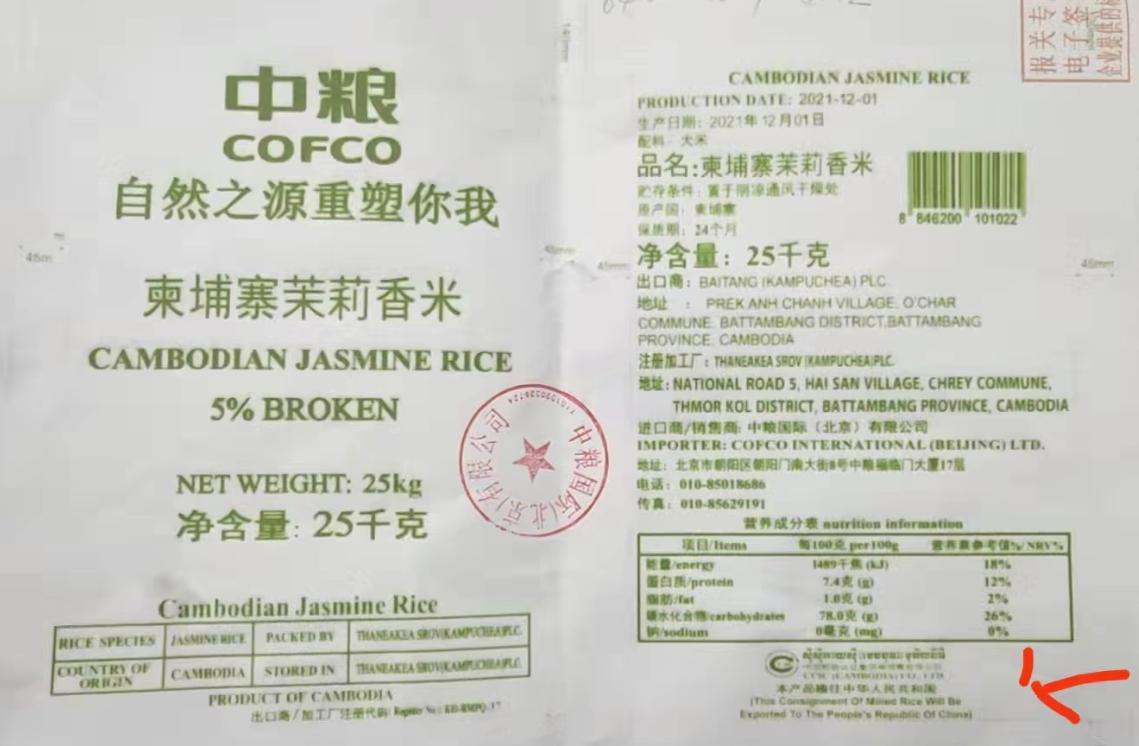 中粮
COFCO
自然之源重塑你我
柬埔寨茉莉香米
CAMBODIAN JASMINE RICE
5% BROKEN
NET WEIGHT: 25kg
净含量: 25千克
Cambodian Jasmine Rice
RICE SPECIES JASMINE RICE PACKED BY THANEAKEA SROV(KAMPUCHEA)PLC.
COUNTRY OF ORIGIN CAMBODIA STORED IN THANEAKEA SROV(KAMPUCHEA)PLC.
PRODUCT OF CAMBODIA
出口商/加工厂注册代码: Register No.:
中粮国际(北京)有限公司
45mm
45mm
报关专
电子签
企业提供的
CAMBODIAN JASMINE RICE
PRODUCTION DATE: 2021-12-01
生产日期: 2021年12月01日
配料: 大米
品名:柬埔寨茉莉香米
贮存条件: 置于阴凉通风干燥处
原产国: 柬埔寨
保质期: 24个月
8 846200 101022
净含量: 25千克
出口商: BAITANG (KAMPUCHEA) PLC.
地址 : PREK ANH CHANH VILLAGE, O'CHAR
COMMUNE. BATTAMBANG DISTRICT,BATTAMBANG
PROVINCE, CAMBODIA
注册加工厂: THANEAKEA SROV (KAMPUCHEA)PLC.
地址: NATIONAL ROAD 5, HAI SAN VILLAGE, CHREY COMMUNE,
THMOR KOL DISTRICT, BATTAMBANG PROVINCE, CAMBODIA
进口商/销售商: 中粮国际(北京)有限公司
IMPORTER: COFCO INTERNATIONAL (BEIJING) LTD.
地址: 北京市朝阳区朝阳门南大街8号中粮福临门大厦17层
电话: 010-85018686
传真: 010-85629191
营养成分表 nutrition information
项目/Items 每100克 per100g 营养素参考值%/NRV%
能量/energy 1489千焦 (kJ) 18%
蛋白质/protein 7.4克 (g) 12%
脂肪/fat 1.0克 (g) 2%
碳水化合物/carbohydrates 78.0克 (g) 26%
钠/sodium 0毫克 (mg) 0%
CCIC (CAMBODIA) CO., LTD
本产品输往中华人民共和国
(This Consignment Of Milled Rice Will Be
Exported To The People's Republic Of China)